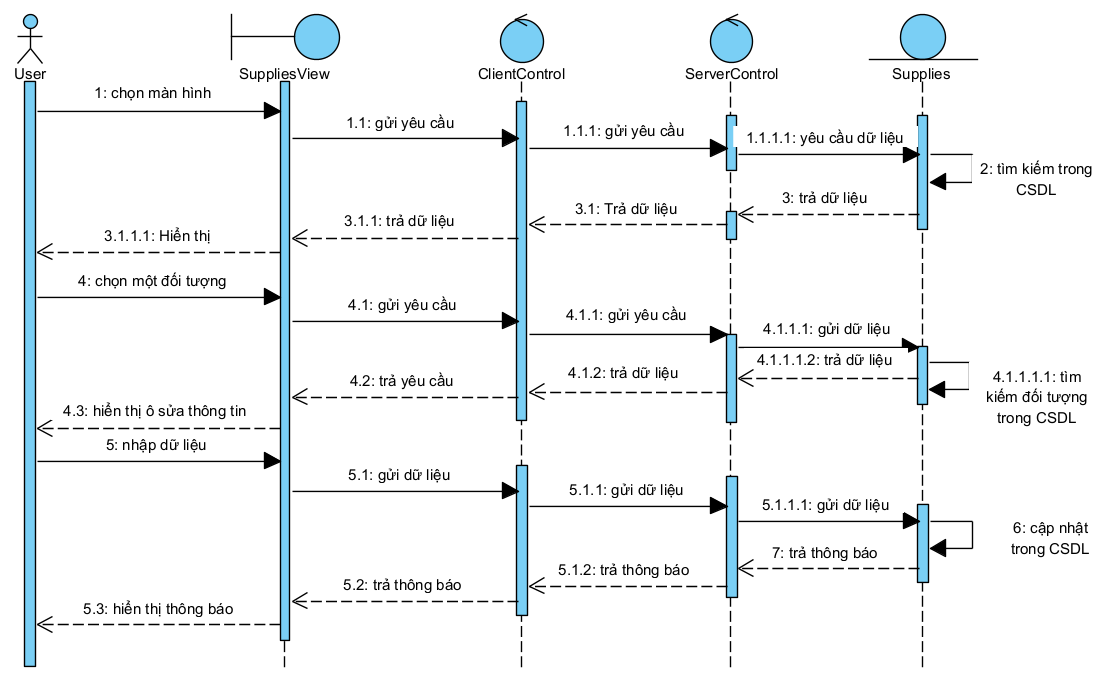 User
SuppliesView
ClientControl
ServerControl
Supplies
1: chọn màn hình
1.1: gửi yêu cầu
1.1.1: gửi yêu cầu
1.1.1.1: yêu cầu dữ liệu
2: tìm kiếm trong
CSDL
3: trả dữ liệu
3.1: Trả dữ liệu
3.1.1: trả dữ liệu
3.1.1.1: Hiển thị
4: chọn một đối tượng
4.1: gửi yêu cầu
4.1.1: gửi yêu cầu
4.1.1.1: gửi dữ liệu
4.1.1.1.1: tìm
kiếm đối tượng
trong CSDL
4.1.1.1.2: trả dữ liệu
4.1.2: trả dữ liệu
4.2: trả yêu cầu
4.3: hiển thị ô sửa thông tin
5: nhập dữ liệu
5.1: gửi dữ liệu
5.1.1: gửi dữ liệu
5.1.1.1: gửi dữ liệu
6: cập nhật
trong CSDL
7: trả thông báo
5.1.2: trả thông báo
5.2: trả thông báo
5.3: hiển thị thông báo